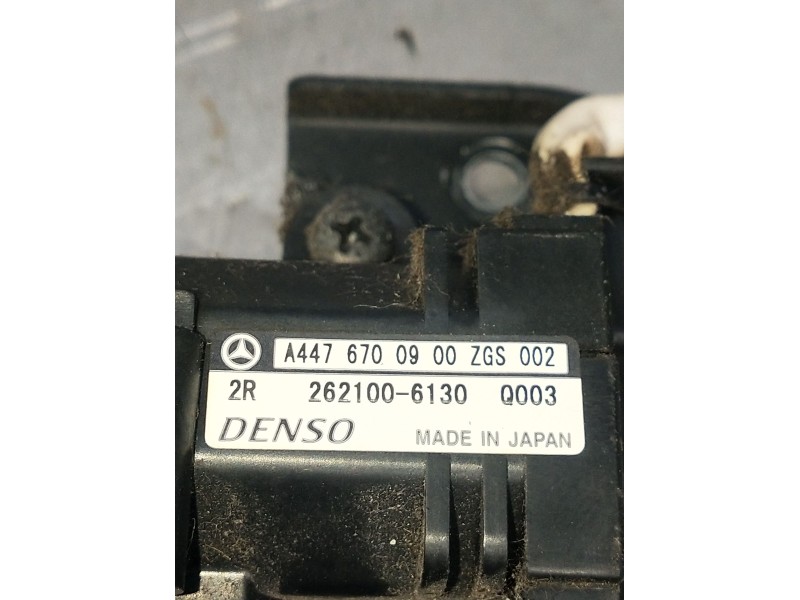 A447 670 09 00 ZGS 002
2R 262100-6130 Q003
DENSO MADE IN JAPAN